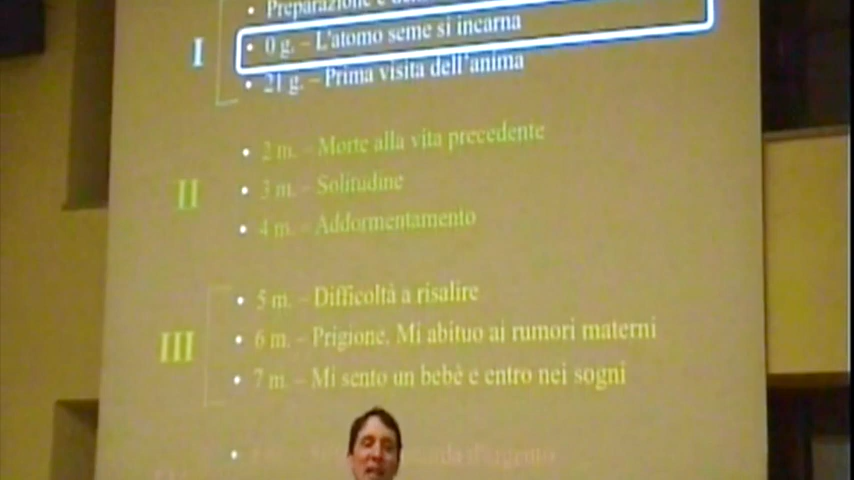 • Preparazione e
I
• 0 g. – L'atomo seme si incarna
• 21 g. – Prima visita dell'anima
II
• 2 m. – Morte alla vita precedente
• 3 m. – Solitudine
• 4 m. – Addormentamento
III
• 5 m. – Difficoltà a risalire
• 6 m. – Prigione. Mi abituo ai rumori materni
• 7 m. – Mi sento un bebè e entro nei sogni
d'argento